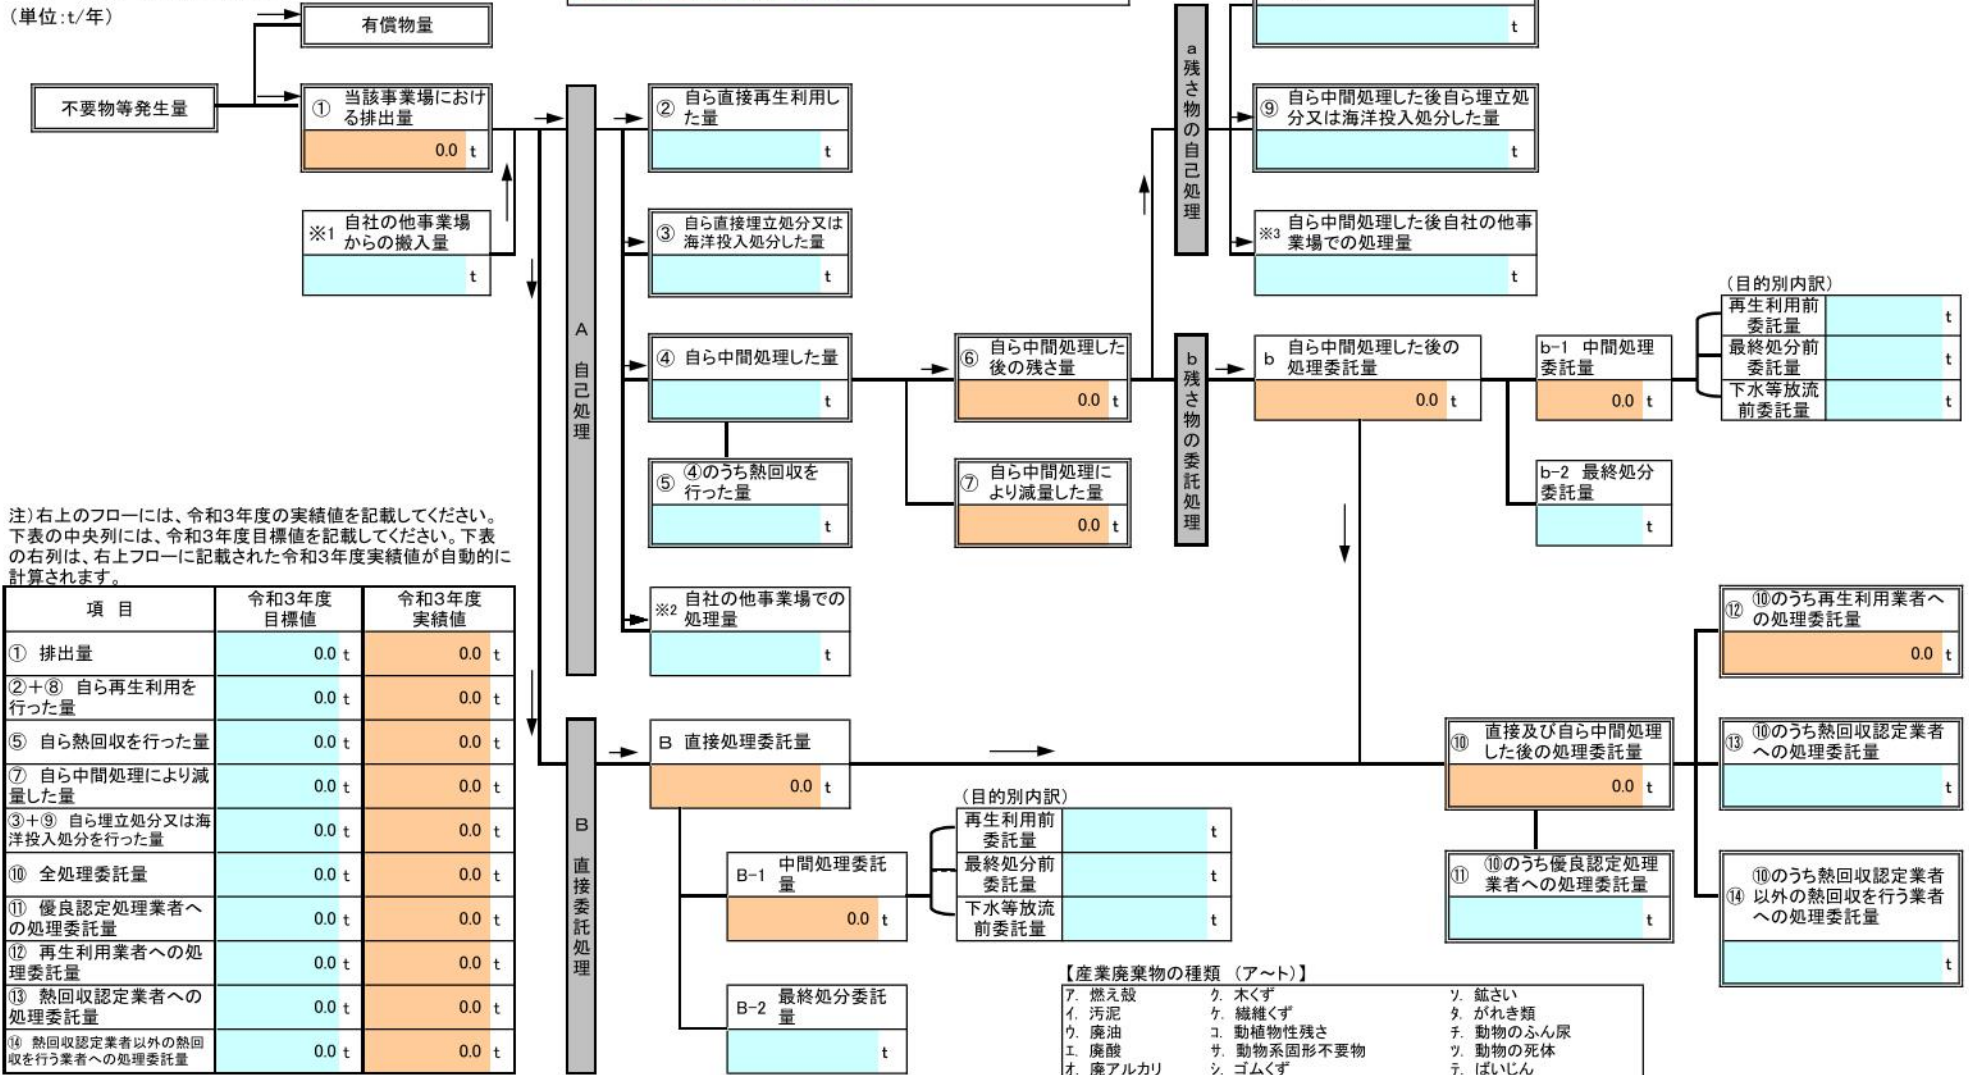 (単位:t/年)
有償物量
不要物等発生量
① 当該事業場におけ
る排出量
0.0 t
※1 自社の他事業場
からの搬入量
t
A 自己処理
② 自ら直接再生利用し
た量
t
③ 自ら直接埋立処分又は
海洋投入処分した量
t
④ 自ら中間処理した量
t
⑤ ④のうち熱回収を
行った量
t
※2 自社の他事業場での
処理量
t
⑥ 自ら中間処理した
後の残さ量
0.0 t
⑦ 自ら中間処理に
より減量した量
0.0 t
a 残さ物の自己処理
t
⑨ 自ら中間処理した後自ら埋立処
分又は海洋投入処分した量
t
※3 自ら中間処理した後自社の他事
業場での処理量
t
b 残さ物の委託処理
b 自ら中間処理した後の
処理委託量
0.0 t
b-1 中間処理
委託量
0.0 t
b-2 最終処分
委託量
t
(目的別内訳)
再生利用前
委託量
t
最終処分前
委託量
t
下水等放流
前委託量
t
注)右上のフローには、令和3年度の実績値を記載してください。
下表の中央列には、令和3年度目標値を記載してください。下表
の右列は、右上フローに記載された令和3年度実績値が自動的に
計算されます。
項 目
令和3年度
目標値
令和3年度
実績値
① 排出量 0.0 t 0.0 t
②+⑧ 自ら再生利用を
行った量 0.0 t 0.0 t
⑤ 自ら熱回収を行った量 0.0 t 0.0 t
⑦ 自ら中間処理により減
量した量 0.0 t 0.0 t
③+⑨ 自ら埋立処分又は海
洋投入処分を行った量 0.0 t 0.0 t
⑩ 全処理委託量 0.0 t 0.0 t
⑪ 優良認定処理業者へ
の処理委託量 0.0 t 0.0 t
⑫ 再生利用業者への処
理委託量 0.0 t 0.0 t
⑬ 熱回収認定業者への
処理委託量 0.0 t 0.0 t
⑭ 熱回収認定業者以外の熱回
収を行う業者への処理委託量 0.0 t 0.0 t
B 直接委託処理
B 直接処理委託量
0.0 t
B-1 中間処理委託
量
0.0 t
B-2 最終処分委託
量
t
(目的別内訳)
再生利用前
委託量
t
最終処分前
委託量
t
下水等放流
前委託量
t
⑩ 直接及び自ら中間処理
した後の処理委託量
0.0 t
⑪ ⑩のうち優良認定処理
業者への処理委託量
t
⑫ ⑩のうち再生利用業者へ
の処理委託量
0.0 t
⑬ ⑩のうち熱回収認定業者
への処理委託量
t
⑭ ⑩のうち熱回収認定業者
以外の熱回収を行う業者
への処理委託量
t
【産業廃棄物の種類 (ア~ト)】
ア. 燃え殻 ク. 木くず ソ. 鉱さい
イ. 汚泥 ケ. 繊維くず タ. がれき類
ウ. 廃油 コ. 動植物性残さ チ. 動物のふん尿
エ. 廃酸 サ. 動物系固形不要物 ツ. 動物の死体
オ. 廃アルカリ シ. ゴムくず テ. ばいじん